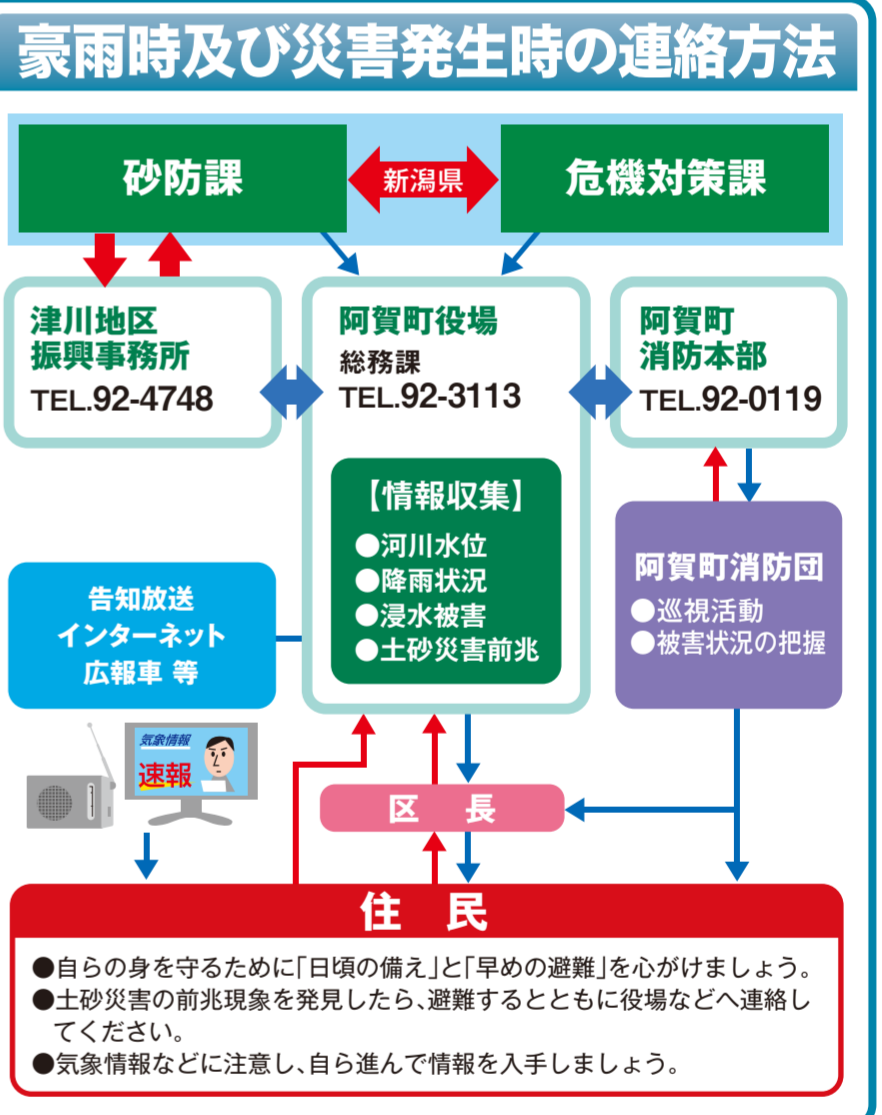 豪雨時及び災害発生時の連絡方法
砂防課
新潟県
危機対策課
津川地区
振興事務所
TEL.92-4748
阿賀町役場
総務課
TEL.92-3113
阿賀町
消防本部
TEL.92-0119
【情報収集】
●河川水位
●降雨状況
●浸水被害
●土砂災害前兆
阿賀町消防団
●巡視活動
●被害状況の把握
告知放送
インターネット
広報車 等
気象情報
速報
区 長
住 民
●自らの身を守るために「日頃の備え」と「早めの避難」を心がけましょう。
●土砂災害の前兆現象を発見したら、避難するとともに役場などへ連絡し
てください。
●気象情報などに注意し、自ら進んで情報を入手しましょう。